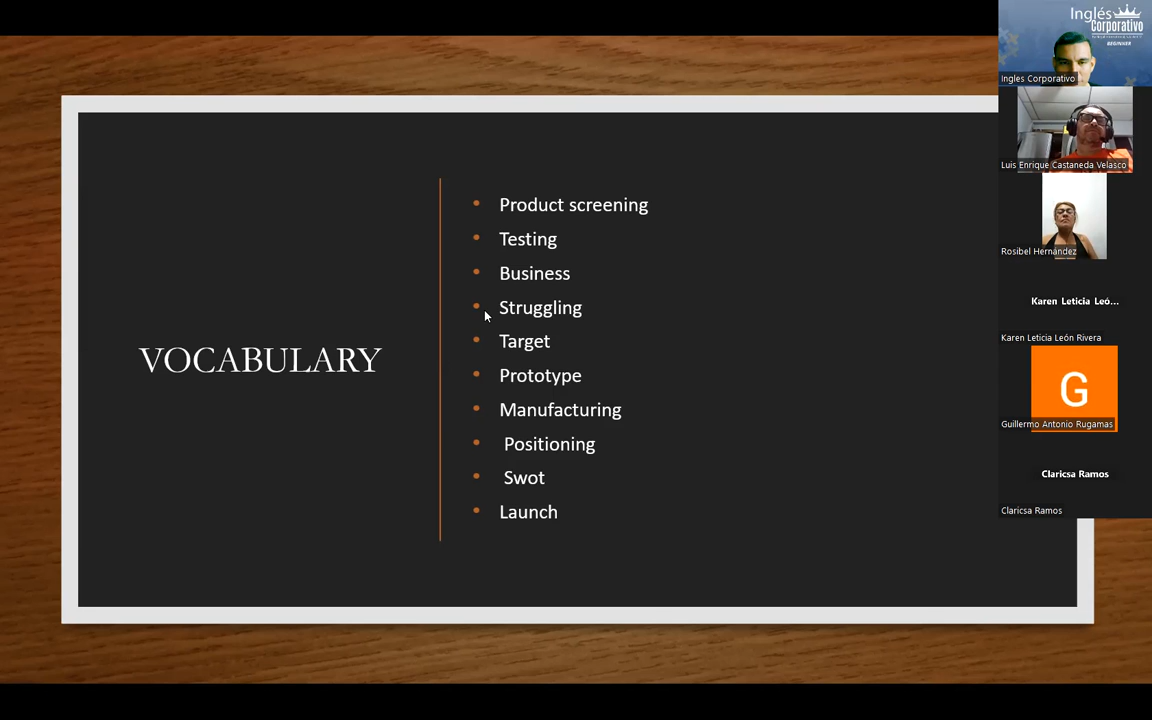 VOCABULARY
Product screening
Testing
Business
Struggling
Target
Prototype
Manufacturing
Positioning
Swot
Launch
Inglés
Corporativo
BEGINNER
Ingles Corporativo
Luis Enrique Castaneda Velasco
Rosibel Hernández
Karen Leticia Leó...
Karen Leticia León Rivera
G
Guillermo Antonio Rugamas
Claricsa Ramos
Claricsa Ramos